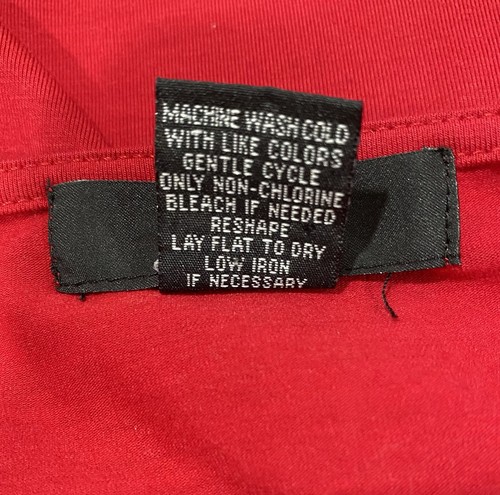 MACHINE WASH COLD
WITH LIKE COLORS
GENTLE CYCLE
ONLY NON-CHLORINE
BLEACH IF NEEDED
RESHAPE
LAY FLAT TO DRY
LOW IRON
IF NECESSARY